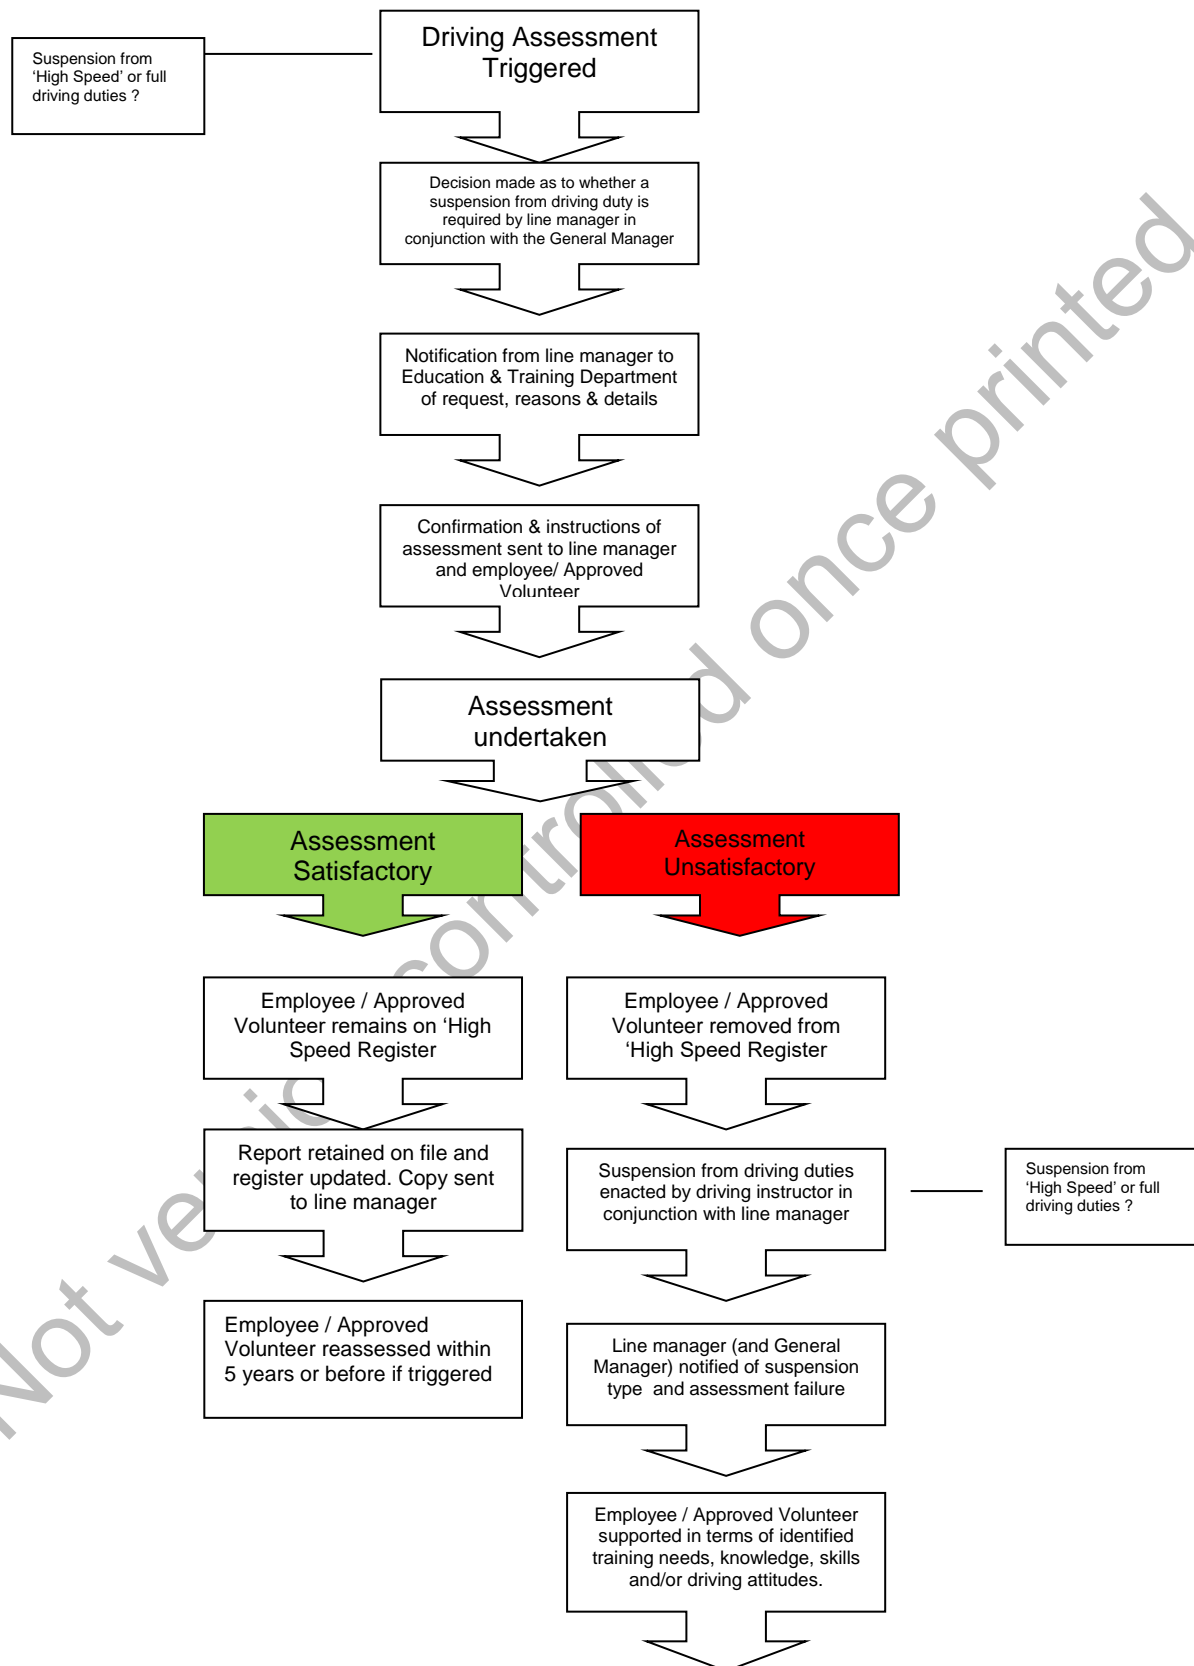 Driving Assessment
Triggered
Suspension from
‘High Speed’ or full
driving duties ?
Decision made as to whether a
suspension from driving duty is
required by line manager in
conjunction with the General Manager
Notification from line manager to
Education & Training Department
of request, reasons & details
Confirmation & instructions of
assessment sent to line manager
and employee/ Approved
Volunteer
Assessment
undertaken
Assessment
Satisfactory
Assessment
Unsatisfactory
Employee / Approved
Volunteer remains on ‘High
Speed Register
Employee / Approved
Volunteer removed from
‘High Speed Register
Report retained on file and
register updated. Copy sent
to line manager
Suspension from driving duties
enacted by driving instructor in
conjunction with line manager
Suspension from
‘High Speed’ or full
driving duties ?
Employee / Approved
Volunteer reassessed within
5 years or before if triggered
Line manager (and General
Manager) notified of suspension
type  and assessment failure
Employee / Approved Volunteer
supported in terms of identified
training needs, knowledge, skills
and/or driving attitudes.
Not version controlled once printed